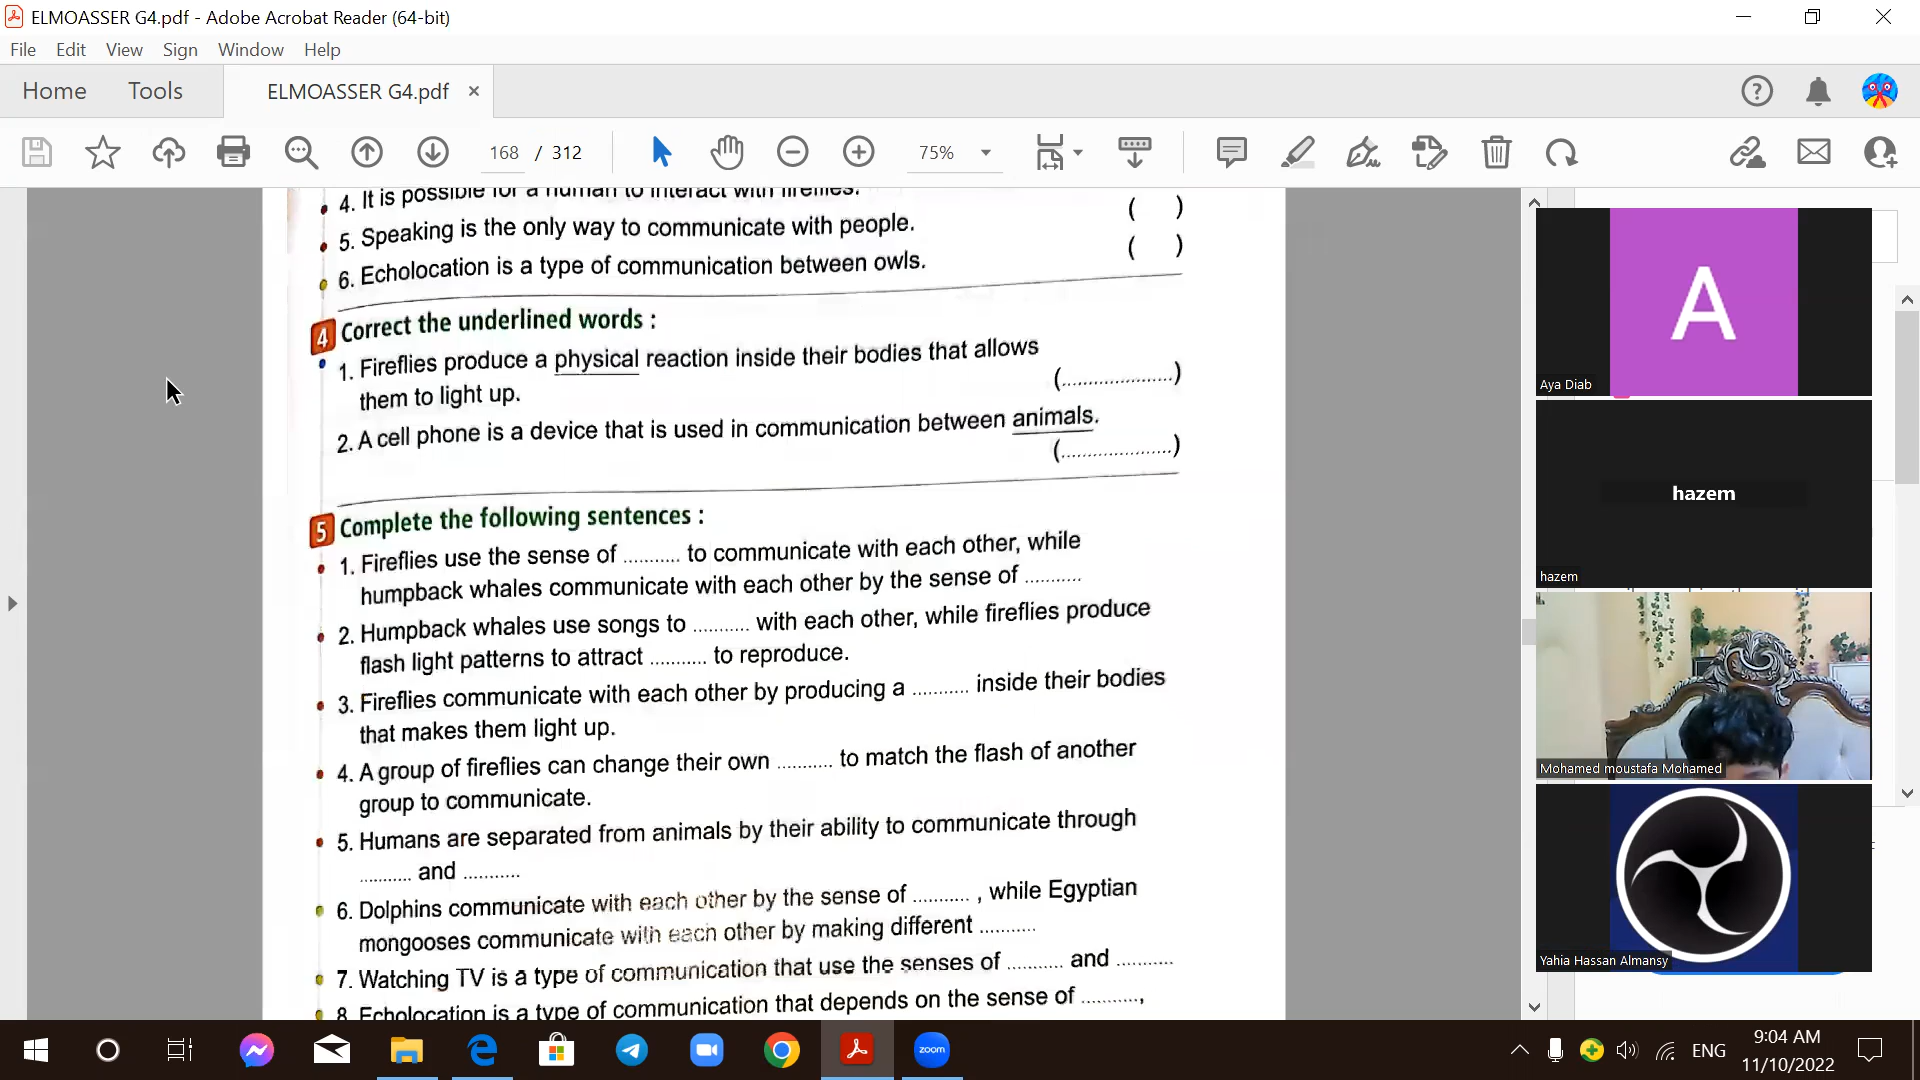 ELMOASSER G4.pdf - Adobe Acrobat Reader (64-bit)
File Edit View Sign Window Help
Home Tools ELMOASSER G4.pdf ×
168 / 312 75%
4. It is possible for a human to interact with fireflies.
5. Speaking is the only way to communicate with people. ( )
6. Echolocation is a type of communication between owls. ( )
4 Correct the underlined words :
1. Fireflies produce a physical reaction inside their bodies that allows
them to light up. (....................)
2. A cell phone is a device that is used in communication between animals.
(....................)
5 Complete the following sentences :
1. Fireflies use the sense of .......... to communicate with each other, while
humpback whales communicate with each other by the sense of ..........
2. Humpback whales use songs to .......... with each other, while fireflies produce
flash light patterns to attract .......... to reproduce.
3. Fireflies communicate with each other by producing a .......... inside their bodies
that makes them light up.
4. A group of fireflies can change their own .......... to match the flash of another
group to communicate.
5. Humans are separated from animals by their ability to communicate through
.......... and ..........
6. Dolphins communicate with each other by the sense of .......... , while Egyptian
mongooses communicate with each other by making different ..........
7. Watching TV is a type of communication that use the senses of .......... and ..........
8. Echolocation is a type of communication that depends on the sense of ..........,
A
Aya Diab
hazem
hazem
Mohamed moustafa Mohamed
Yahia Hassan Almansy
zoom
ENG
9:04 AM
11/10/2022